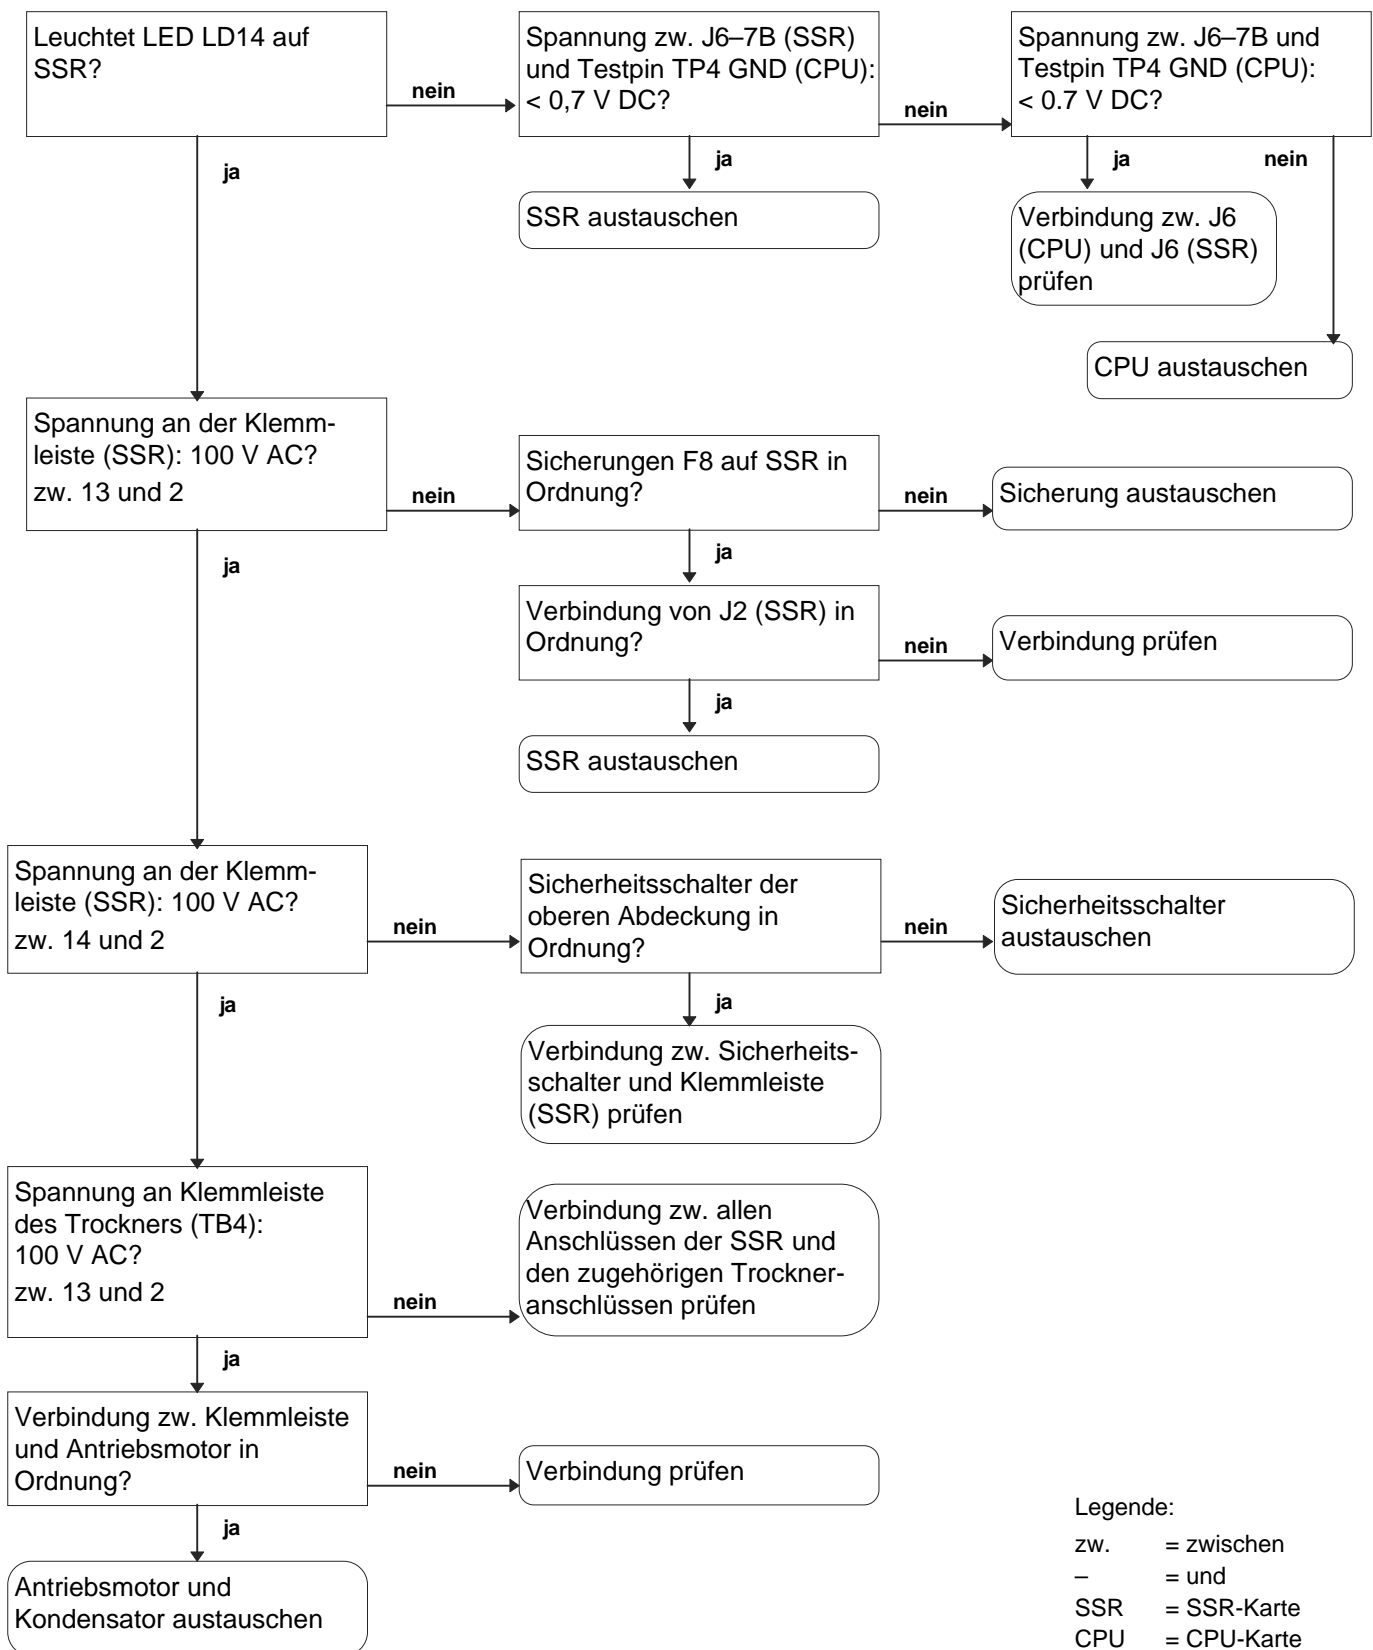 Leuchtet LED LD14 auf
SSR?
nein
ja
Spannung zw. J6–7B (SSR)
und Testpin TP4 GND (CPU):
< 0,7 V DC?
nein
ja
SSR austauschen
Spannung zw. J6–7B und
Testpin TP4 GND (CPU):
< 0.7 V DC?
ja
nein
Verbindung zw. J6
(CPU) und J6 (SSR)
prüfen
CPU austauschen
Spannung an der Klemm-
leiste (SSR): 100 V AC?
zw. 13 und 2
nein
ja
Sicherungen F8 auf SSR in
Ordnung?
nein
ja
Sicherung austauschen
Verbindung von J2 (SSR) in
Ordnung?
nein
ja
Verbindung prüfen
SSR austauschen
Spannung an der Klemm-
leiste (SSR): 100 V AC?
zw. 14 und 2
nein
ja
Sicherheitsschalter der
oberen Abdeckung in
Ordnung?
nein
ja
Sicherheitsschalter
austauschen
Verbindung zw. Sicherheits-
schalter und Klemmleiste
(SSR) prüfen
Spannung an Klemmleiste
des Trockners (TB4):
100 V AC?
zw. 13 und 2
nein
ja
Verbindung zw. allen
Anschlüssen der SSR und
den zugehörigen Trockner-
anschlüssen prüfen
Verbindung zw. Klemmleiste
und Antriebsmotor in
Ordnung?
nein
ja
Verbindung prüfen
Antriebsmotor und
Kondensator austauschen
Legende:
zw. = zwischen
– = und
SSR = SSR-Karte
CPU = CPU-Karte